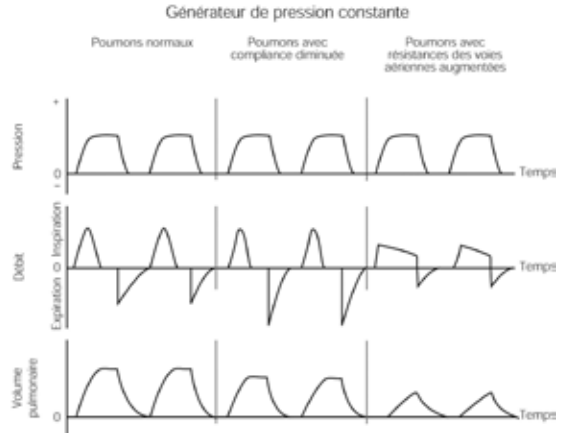 Générateur de pression constante
Poumons normaux
Poumons avec
compliance diminuée
Poumons avec
résistances des voies
aériennes augmentées
Pression
+
0
−
Temps
Débit
Inspiration
0
Expiration
Temps
Volume
pulmonaire
0
Temps